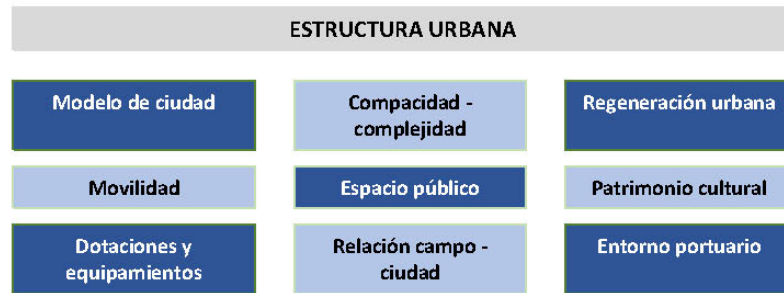 ESTRUCTURA URBANA
Modelo de ciudad
Compacidad -
complejidad
Regeneración urbana
Movilidad
Espacio público
Patrimonio cultural
Dotaciones y
equipamientos
Relación campo -
ciudad
Entorno portuario